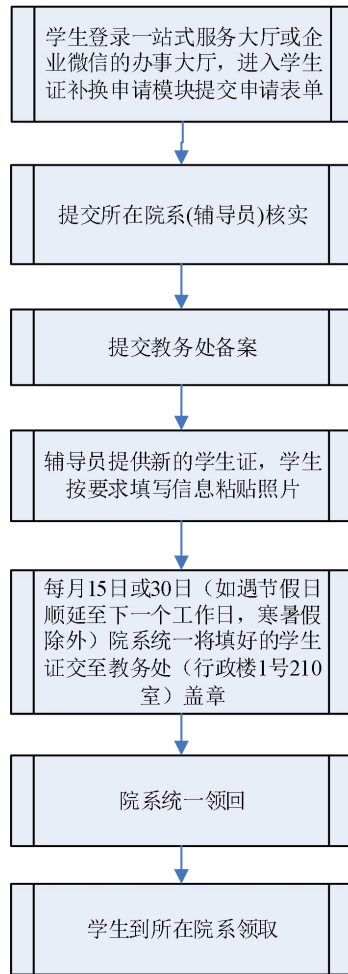 学生登录一站式服务大厅或企
业微信的办事大厅，进入学生
证补换申请模块提交申请表单
提交所在院系(辅导员)核实
提交教务处备案
辅导员提供新的学生证，学生
按要求填写信息粘贴照片
每月15日或30日（如遇节假日
顺延至下一个工作日，寒暑假
除外）院系统一将填好的学生
证交至教务处（行政楼1号210
室）盖章
院系统一领回
学生到所在院系领取